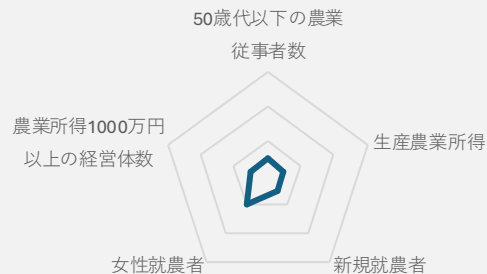 50歳代以下の農業
従事者数
農業所得1000万円
以上の経営体数
生産農業所得
女性就農者
新規就農者